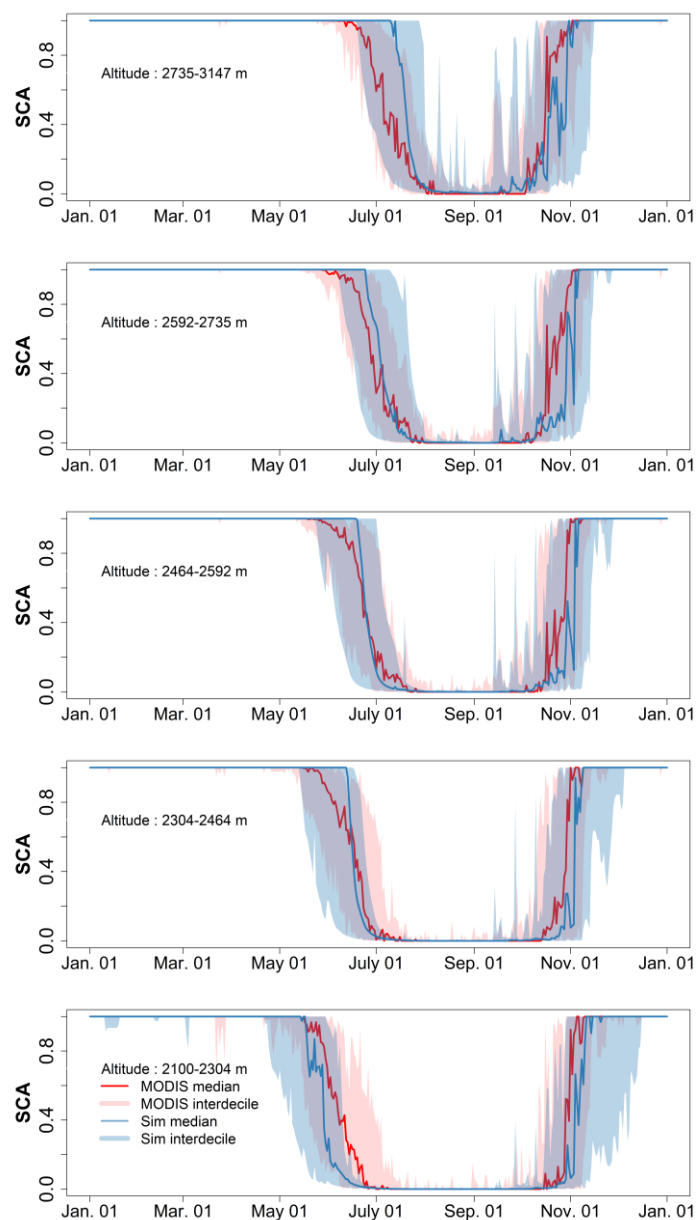 SCA
0.8
0.4
0.0
Altitude : 2735-3147 m
Jan. 01 Mar. 01 May 01 July 01 Sep. 01 Nov. 01 Jan. 01
SCA
0.8
0.4
0.0
Altitude : 2592-2735 m
Jan. 01 Mar. 01 May 01 July 01 Sep. 01 Nov. 01 Jan. 01
SCA
0.8
0.4
0.0
Altitude : 2464-2592 m
Jan. 01 Mar. 01 May 01 July 01 Sep. 01 Nov. 01 Jan. 01
SCA
0.8
0.4
0.0
Altitude : 2304-2464 m
Jan. 01 Mar. 01 May 01 July 01 Sep. 01 Nov. 01 Jan. 01
SCA
0.8
0.4
0.0
Altitude : 2100-2304 m
MODIS median
MODIS interdecile
Sim median
Sim interdecile
Jan. 01 Mar. 01 May 01 July 01 Sep. 01 Nov. 01 Jan. 01